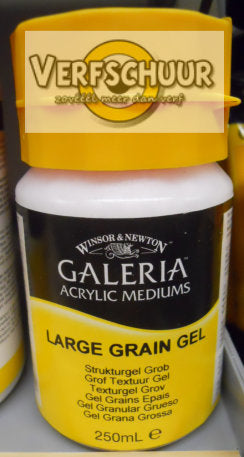 VERFSCHUUR
zoveel meer dan verf
WINSOR & NEWTON
GALERIA™
ACRYLIC MEDIUMS
LARGE GRAIN GEL
Strukturgel Grob
Grof Textuur Gel
Texturgel Grov
Gel Grains Epais
Gel Granular Grueso
Gel Grana Grossa
250mL ℮